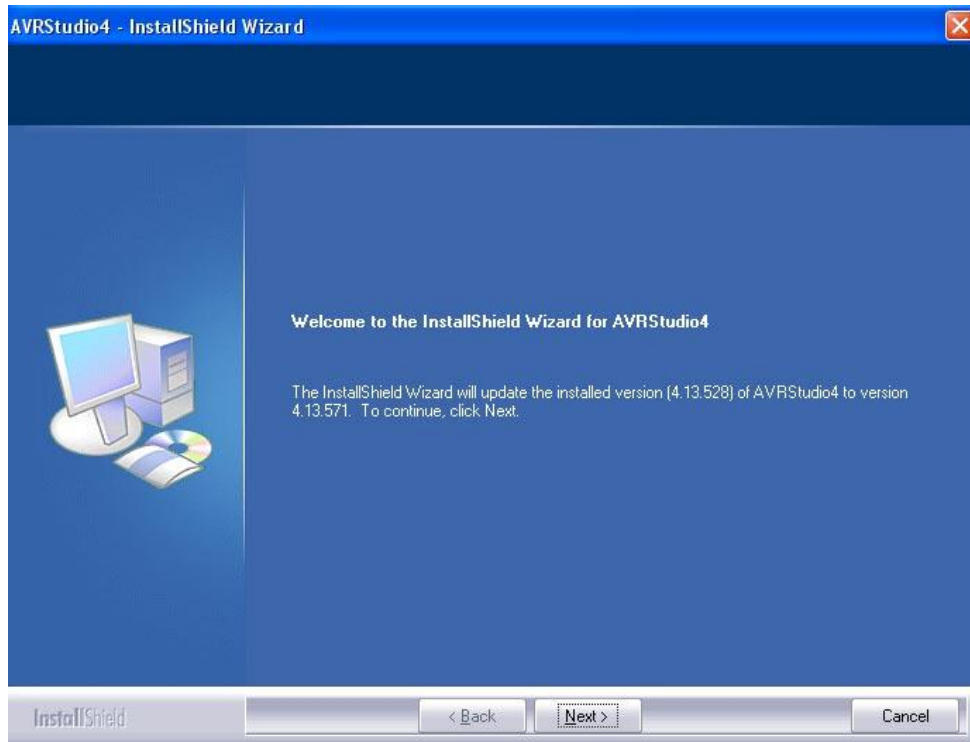 AVRStudio4 - InstallShield Wizard
Welcome to the InstallShield Wizard for AVRStudio4
The InstallShield Wizard will update the installed version (4.13.528) of AVRStudio4 to version
4.13.571. To continue, click Next.
InstallShield
< Back
Next >
Cancel